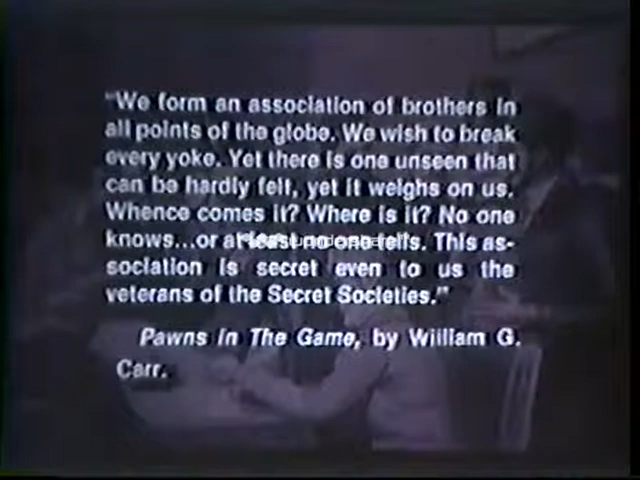 "We form an association of brothers in
all points of the globe. We wish to break
every yoke. Yet there is one unseen that
can be hardly felt, yet it weighs on us.
Whence comes it? Where is it? No one
knows...or at least no one tells. This as-
sociation is secret even to us the
veterans of the Secret Societies."
Pawns in The Game, by William G.
Carr.